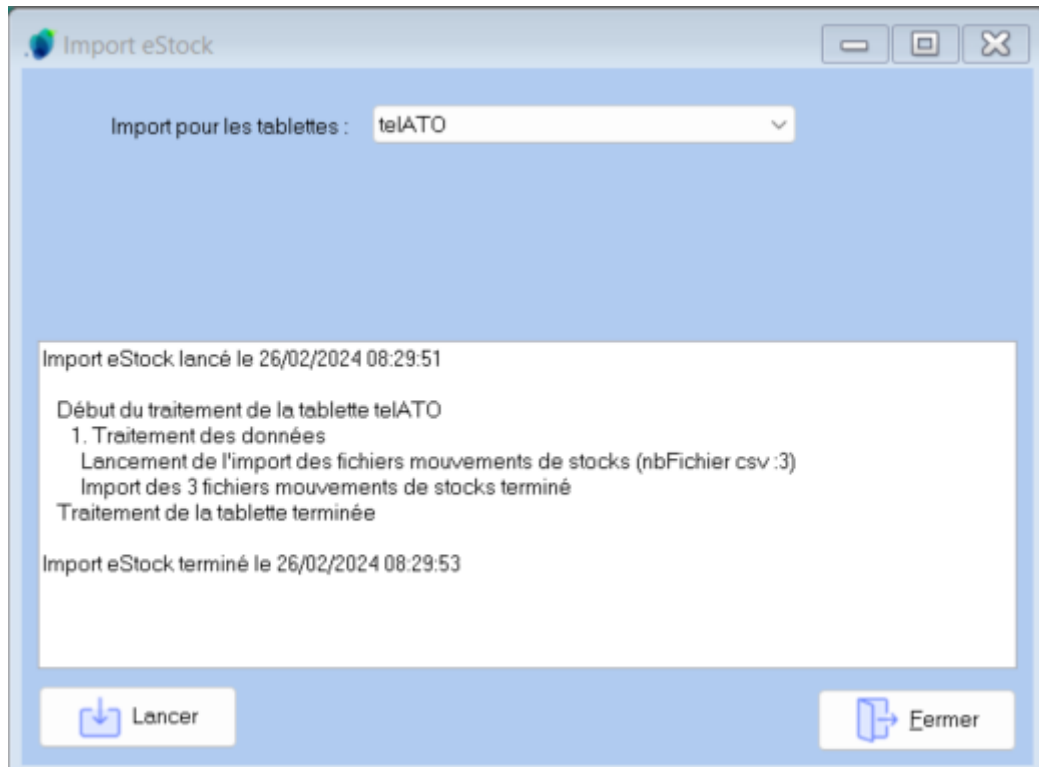 Import eStock
Import pour les tablettes :
telATO
Import eStock lancé le 26/02/2024 08:29:51
Début du traitement de la tablette telATO
1. Traitement des données
Lancement de l'import des fichiers mouvements de stocks (nbFichier csv :3)
Import des 3 fichiers mouvements de stocks terminé
Traitement de la tablette terminée
Import eStock terminé le 26/02/2024 08:29:53
Lancer
Fermer